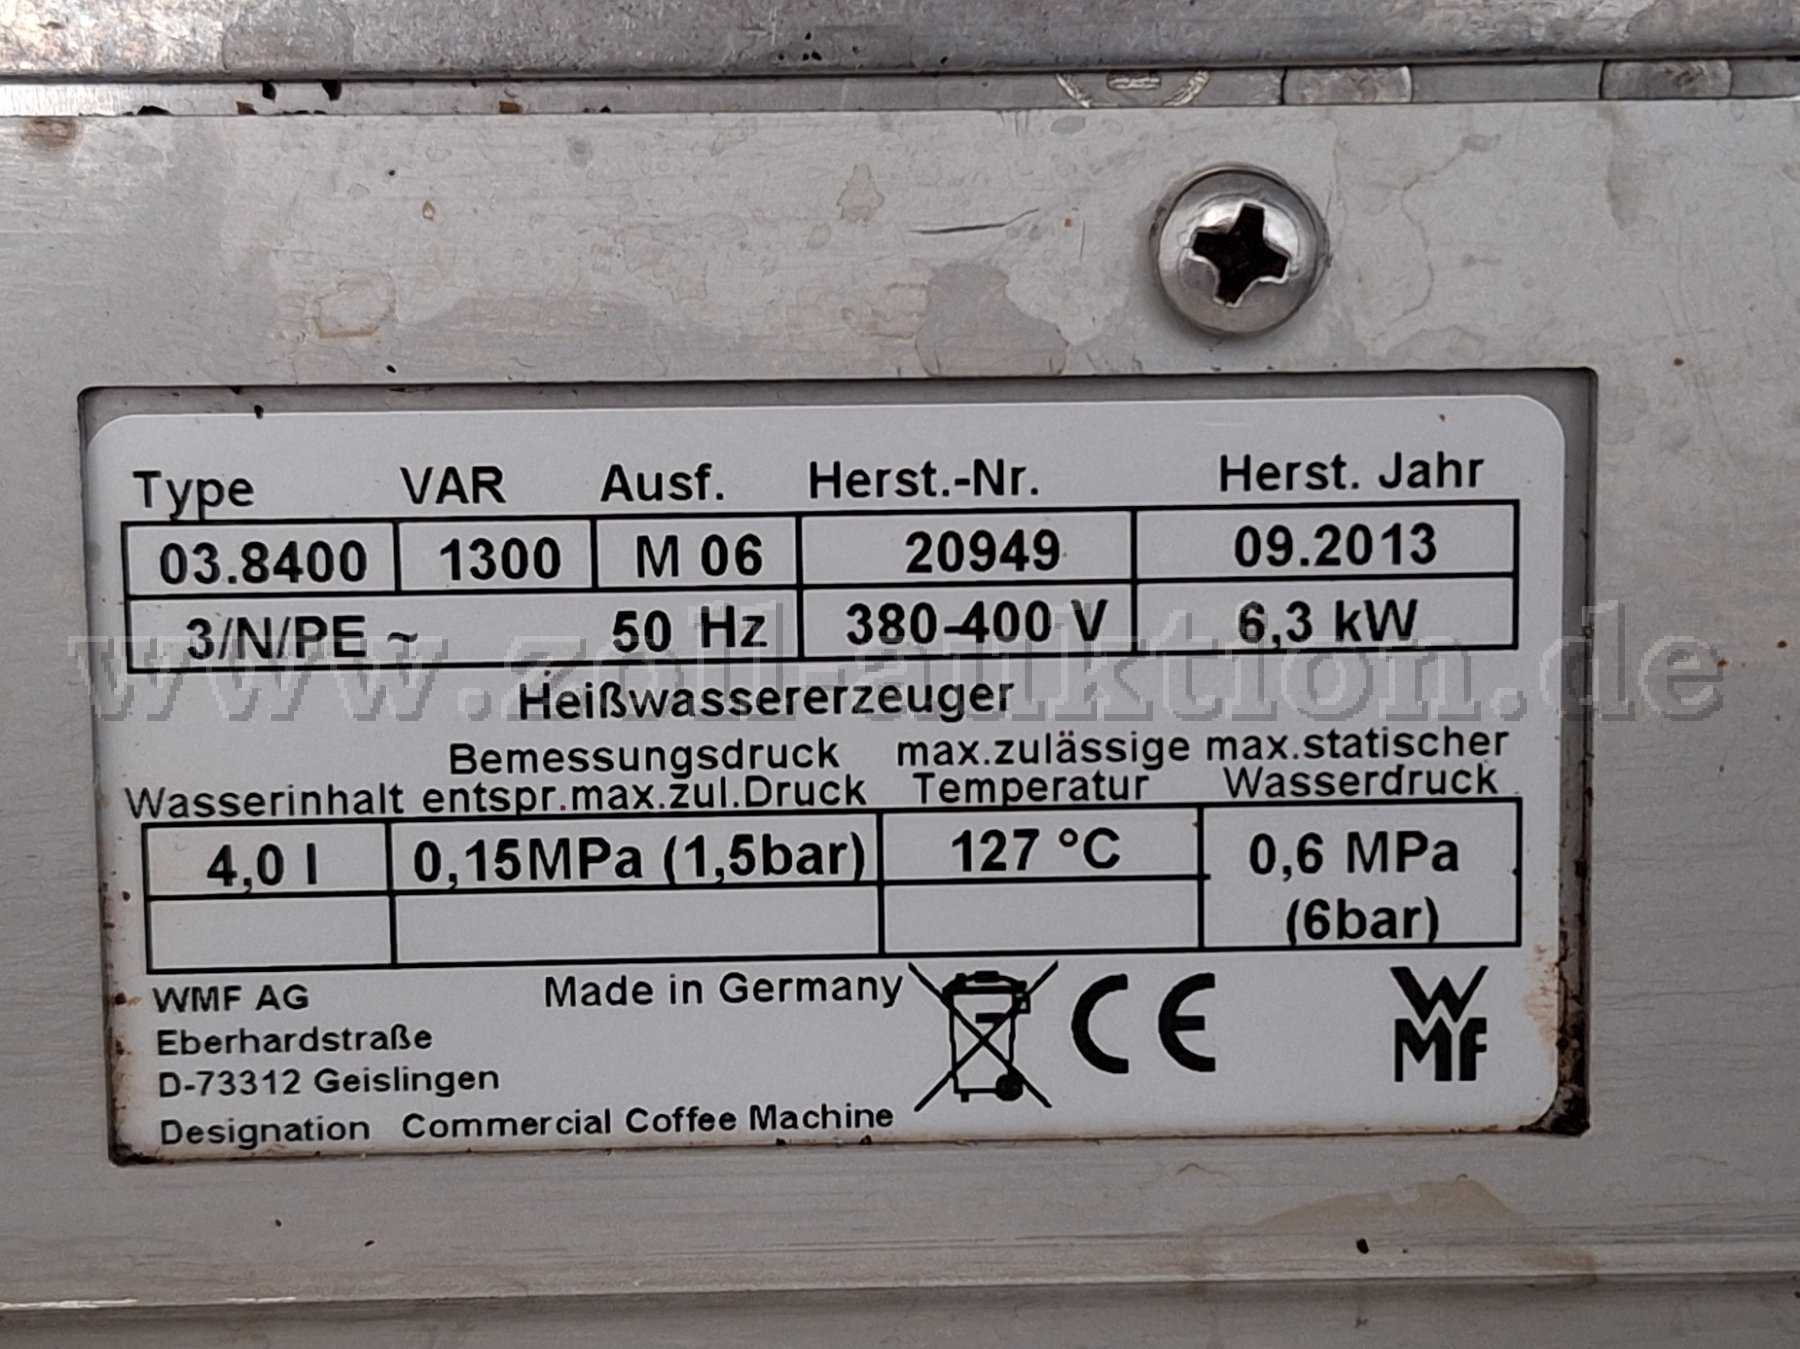 Type VAR Ausf. Herst.-Nr. Herst. Jahr
03.8400 1300 M 06 20949 09.2013
3/N/PE ~ 50 Hz 380-400 V 6,3 kW
www.zoll-auktion.de
Heißwassererzeuger
Bemessungsdruck max.zulässige max.statischer
Wasserinhalt entspr.max.zul.Druck Temperatur Wasserdruck
4,0 l 0,15MPa (1,5bar) 127 °C 0,6 MPa
(6bar)
WMF AG Made in Germany CE WMF
Eberhardstraße
D-73312 Geislingen
Designation Commercial Coffee Machine